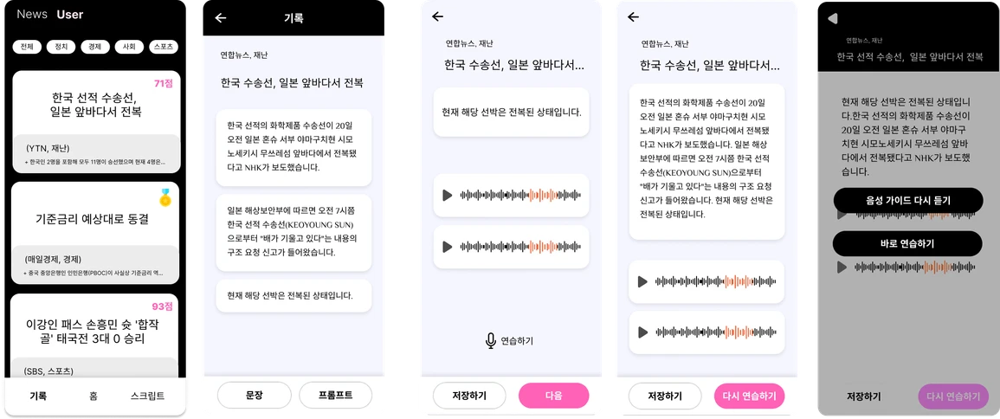 News User
전체 정치 경제 사회 스포츠
71점
한국 선적 수송선,
일본 앞바다서 전복
(YTN, 재난)
+ 한국인 2명을 포함해 모두 11명이 승선했으며 현재 4명은...
기준금리 예상대로 동결
(매일경제, 경제)
+ 중국 중앙은행인 인민은행(PBOC)이 사실상 기준금리 역...
93점
이강인 패스 손흥민 슛 '합작
골' 태국전 3대 0 승리
(SBS, 스포츠)
기록 홈 스크립트
기록
연합뉴스, 재난
한국 수송선, 일본 앞바다서 전복
한국 선적의 화학제품 수송선이 20일
오전 일본 혼슈 서부 야마구치현 시모
노세키시 무쓰레섬 앞바다에서 전복됐
다고 NHK가 보도했습니다.
일본 해상보안부에 따르면 오전 7시쯤
한국 선적 수송선(KEOYOUNG SUN)
으로부터 "배가 기울고 있다"는 내용의
구조 요청 신고가 들어왔습니다.
현재 해당 선박은 전복된 상태입니다.
문장 프롬프트
연합뉴스, 재난
한국 수송선, 일본 앞바다서...
현재 해당 선박은 전복된 상태입니다.
연습하기
저장하기 다음
연합뉴스, 재난
한국 수송선, 일본 앞바다서...
한국 선적의 화학제품 수송선이 20일
오전 일본 혼슈 서부 야마구치현 시모
노세키시 무쓰레섬 앞바다에서 전복됐
다고 NHK가 보도했습니다. 일본 해상
보안부에 따르면 오전 7시쯤 한국 선적
수송선(KEOYOUNG SUN)으로부터
"배가 기울고 있다"는 내용의 구조 요청
신고가 들어왔습니다. 현재 해당 선박은
전복된 상태입니다.
저장하기 다시 연습하기
연합뉴스, 재난
한국 선적 수송선, 일본 앞바다서 전복
현재 해당 선박은 전복된 상태입니
다.한국 선적의 화학제품 수송선이
20일 오전 일본 혼슈 서부 야마구
치현 시모노세키시 무쓰레섬 앞바
다에서 전복됐다고 NHK가 보도했
습니다.
음성 가이드 다시 듣기
바로 연습하기
저장하기 다시 연습하기